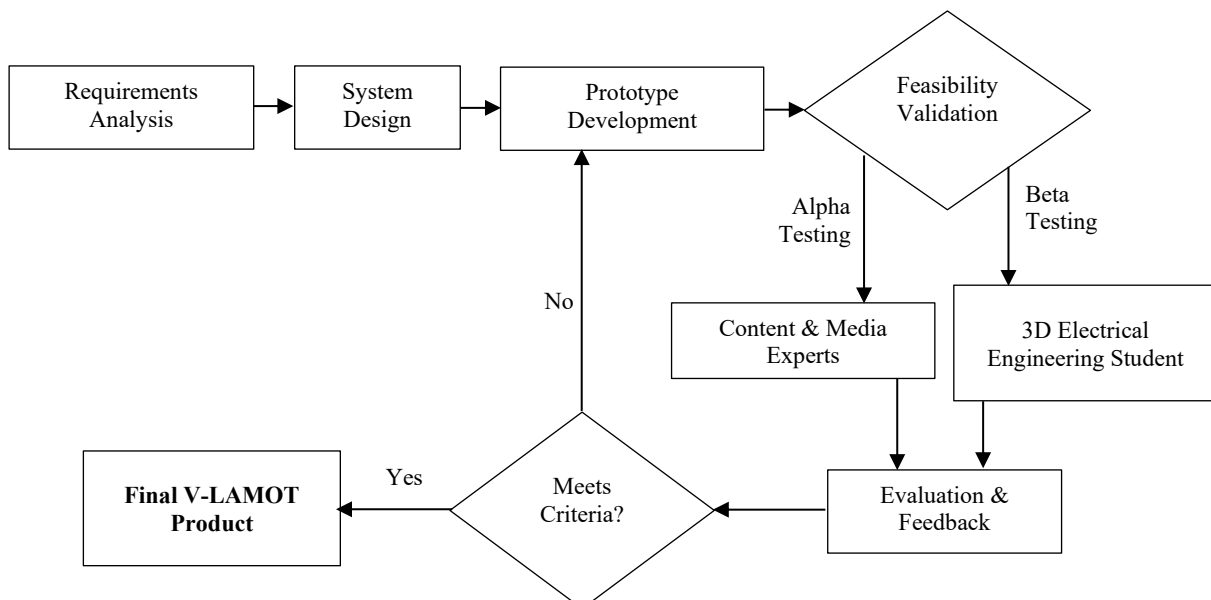 Requirements
Analysis
System
Design
Prototype
Development
Feasibility
Validation
Alpha
Testing
Beta
Testing
No
Content & Media
Experts
3D Electrical
Engineering Student
Final V-LAMOT
Product
Yes
Meets
Criteria?
Evaluation &
Feedback